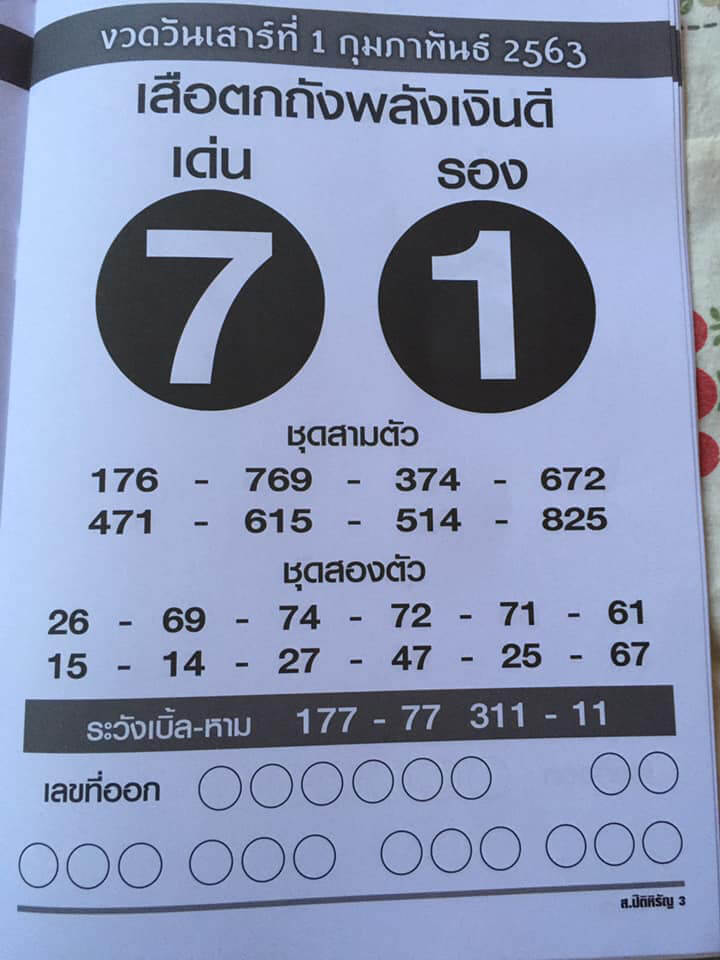 งวดวันเสาร์ที่ 1 กุมภาพันธ์ 2563
เสือตกถังพลังเงินดี
เด่น รอง
7 1
ชุดสามตัว
176 - 769 - 374 - 672
471 - 615 - 514 - 825
ชุดสองตัว
26 - 69 - 74 - 72 - 71 - 61
15 - 14 - 27 - 47 - 25 - 67
ระวังเบิ้ล-หาม 177 - 77 311 - 11
เลขที่ออก
ส.ปิติหิรัญ 3